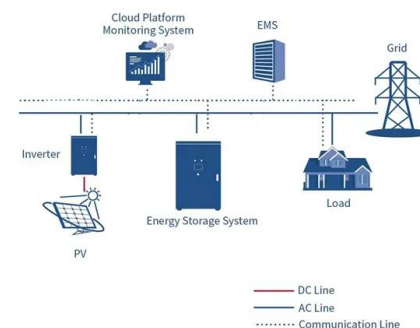 Cloud Platform
Monitoring System
EMS
Grid
Inverter
Energy Storage System
Load
PV
DC Line
AC Line
Communication Line